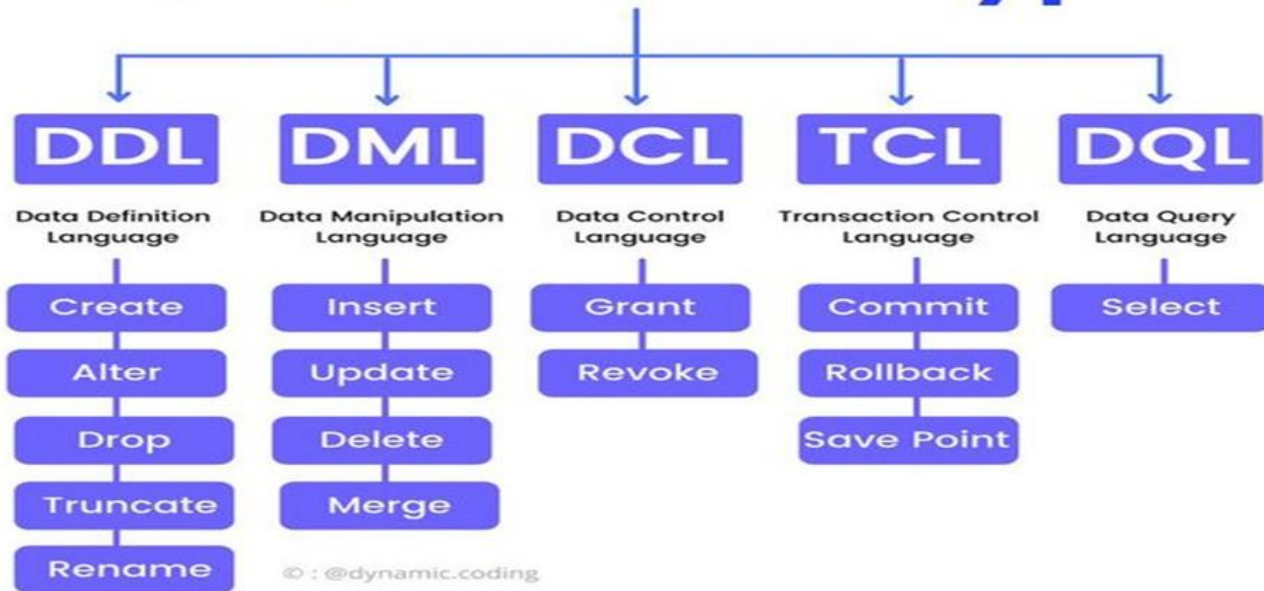 DDL
DML
DCL
TCL
DQL
Data Definition
Language
Data Manipulation
Language
Data Control
Language
Transaction Control
Language
Data Query
Language
Create
Alter
Drop
Truncate
Rename
Insert
Update
Delete
Merge
Grant
Revoke
Commit
Rollback
Save Point
Select
© : @dynamic.coding